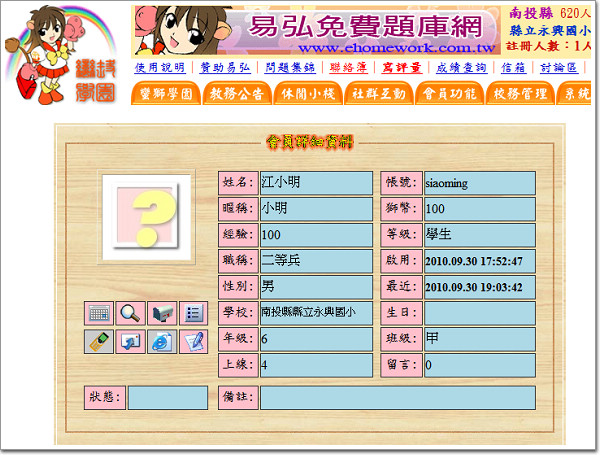 易弘免費題庫網
www.ehomework.com.tw
南投縣 620人
縣立永興國小
註冊人數：1人
學園
使用說明 | 贊助易弘 | 問題集錦 | 聯絡簿 | 寫評量 | 成績查詢 | 信箱 | 討論區 |
蠻獅學園 教務公告 休閒小棧 社群互動 會員功能 校務管理 系統
會員詳細資料
姓名: 江小明 帳號: siaoming
暱稱: 小明 獅幣: 100
經驗: 100 等級: 學生
職稱: 二等兵 啟用: 2010.09.30 17:52:47
性別: 男 最近: 2010.09.30 19:03:42
學校: 南投縣縣立永興國小 生日:
年級: 6 班級: 甲
上線: 4 留言: 0
狀態: 備註: